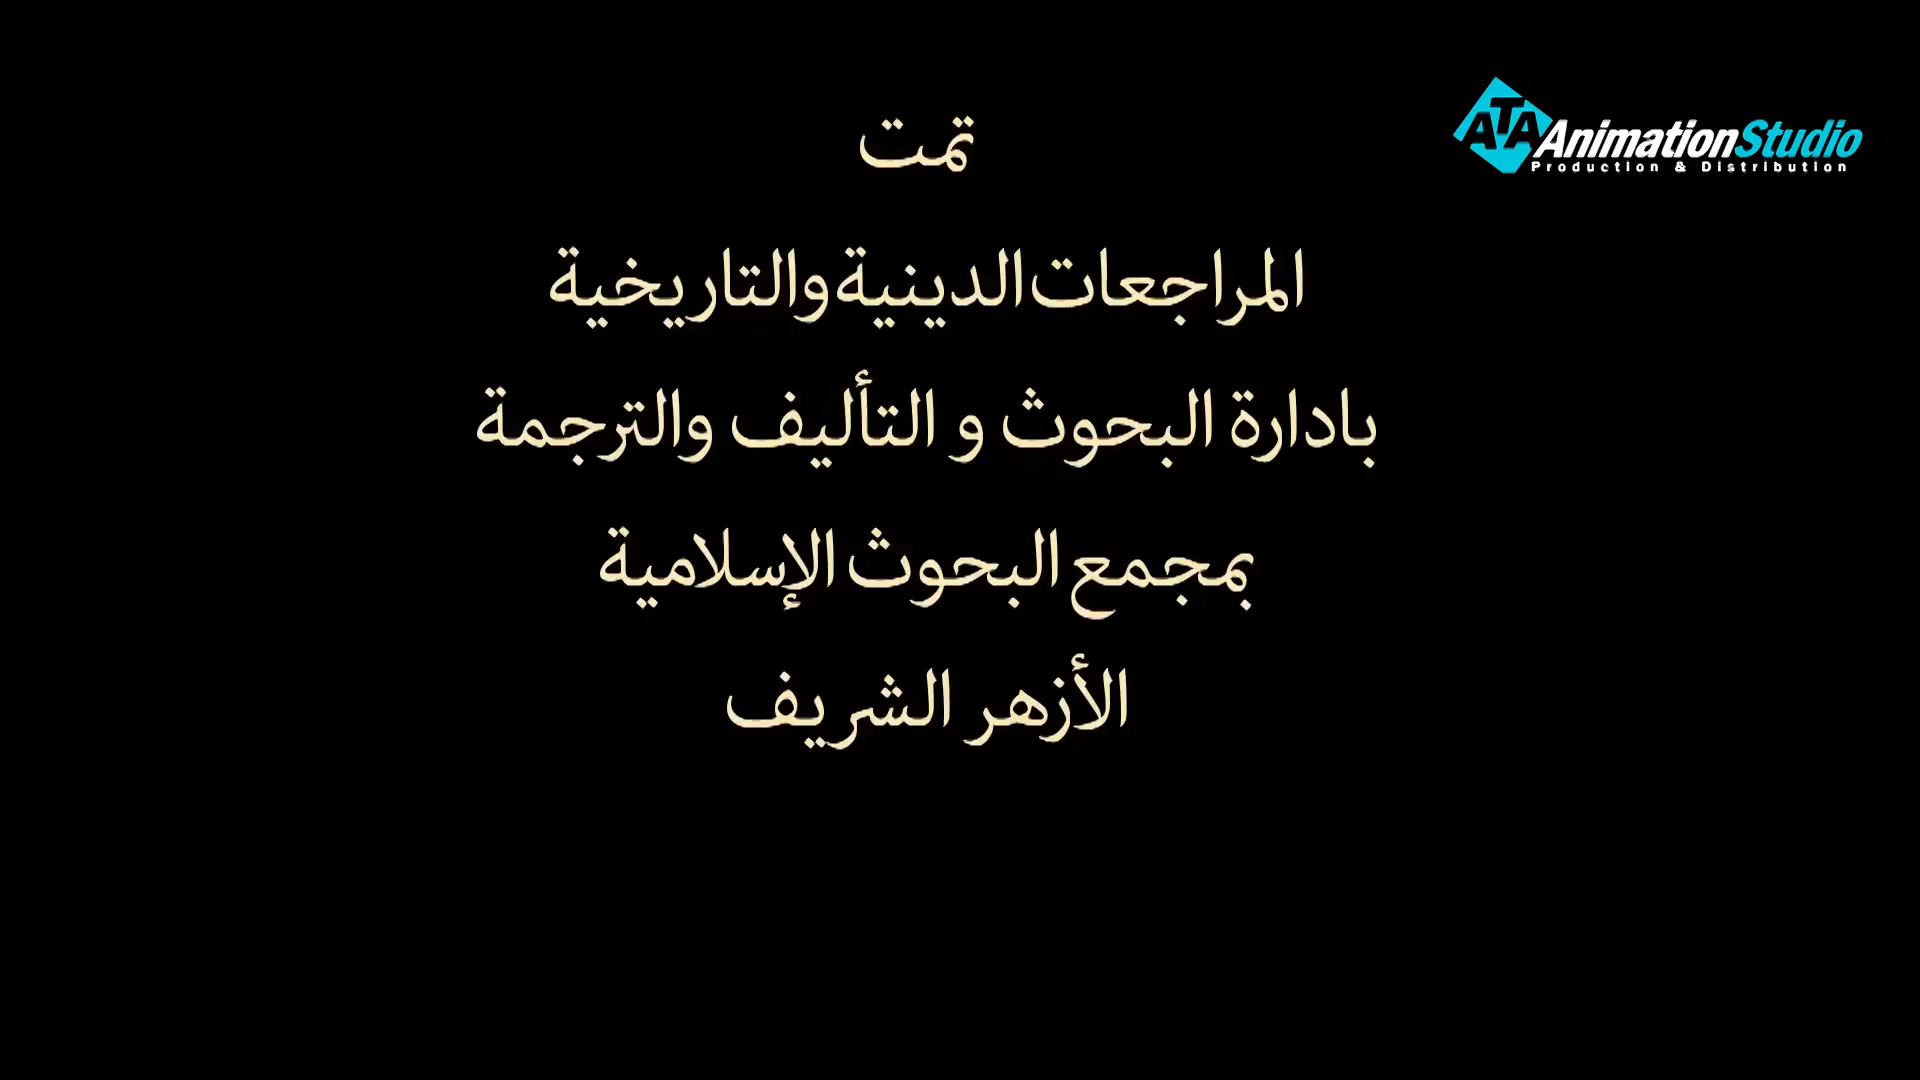 تمت
المراجعات الدينية والتاريخية
بادارة البحوث و التأليف والترجمة
بمجمع البحوث الإسلامية
الأزهر الشريف
ATA AnimationStudio
Production & Distribution